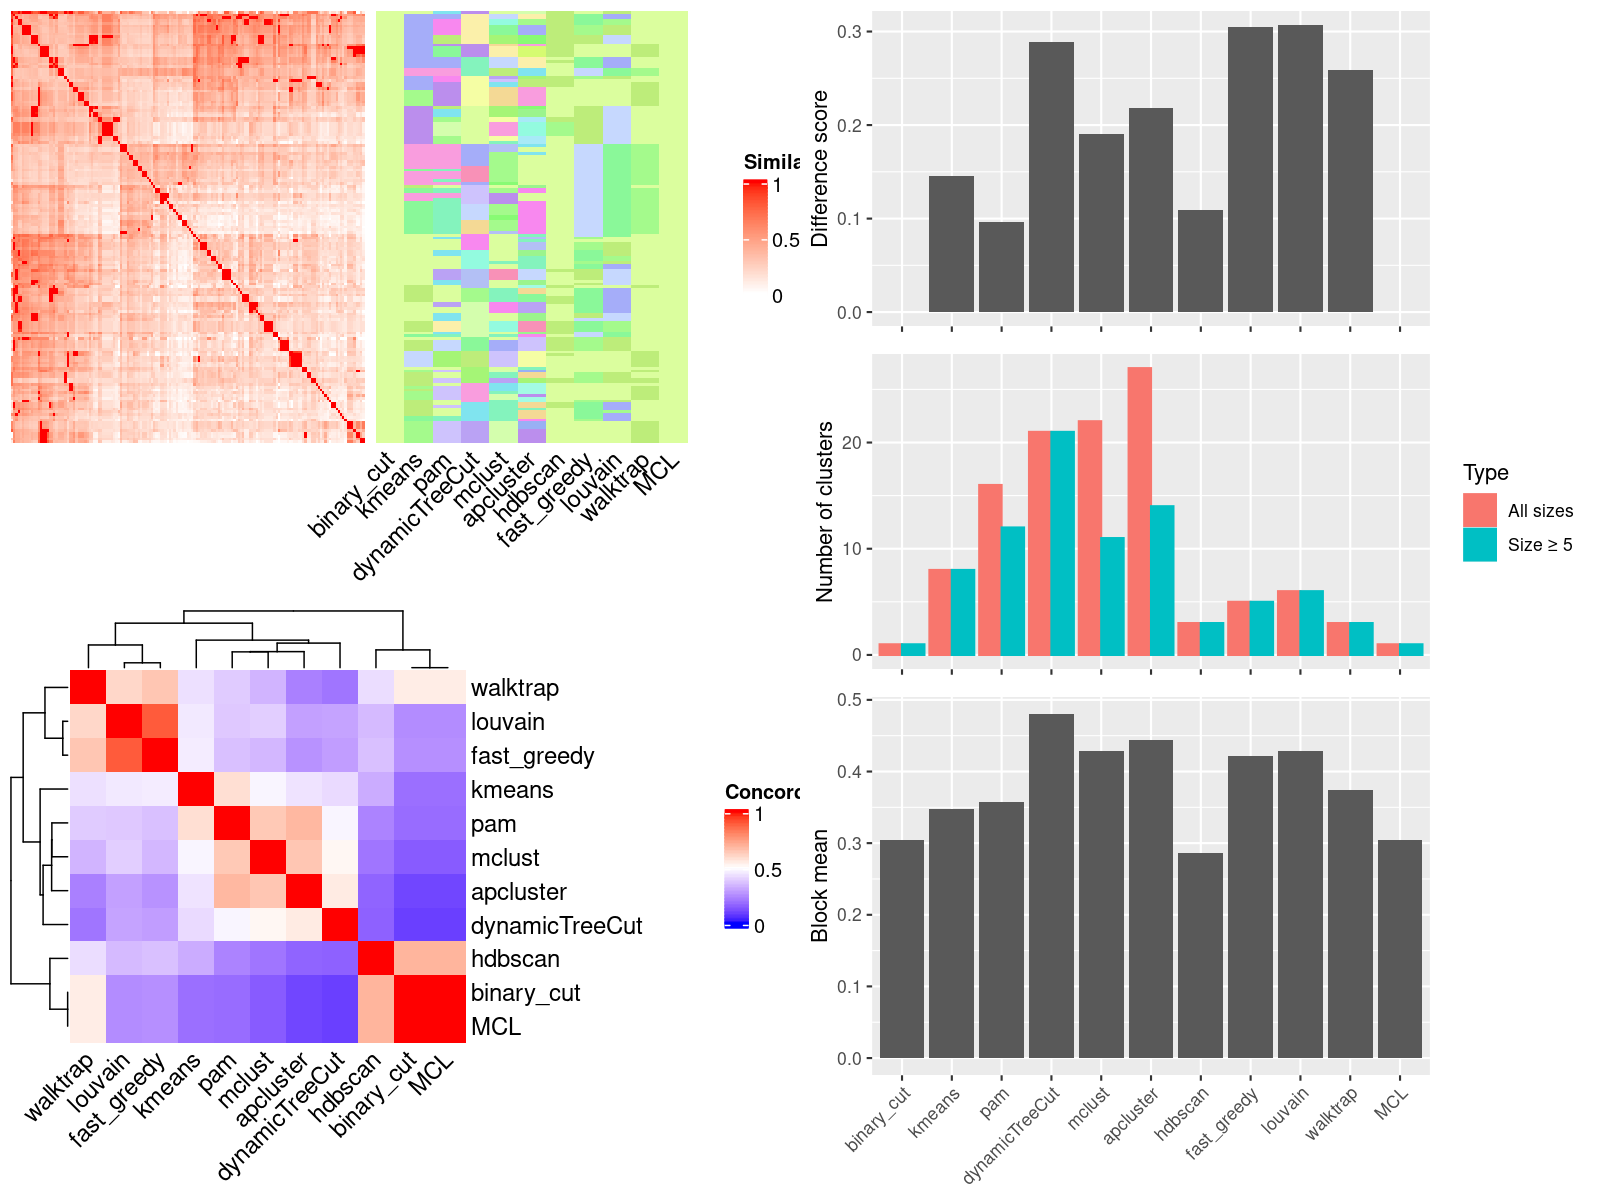 Simila
1
0.5
0
binary_cut
kmeans
pam
dynamicTreeCut
mclust
apcluster
hdbscan
fast_greedy
louvain
walktrap
MCL
walktrap
louvain
fast_greedy
kmeans
pam
mclust
apcluster
dynamicTreeCut
hdbscan
binary_cut
MCL
walktrap
louvain
fast_greedy
kmeans
pam
mclust
apcluster
dynamicTreeCut
hdbscan
binary_cut
MCL
Concord
1
0.5
0
Difference score
0.3
0.2
0.1
0.0
Number of clusters
20
10
0
Type
All sizes
Size ≥ 5
Block mean
0.5
0.4
0.3
0.2
0.1
0.0
binary_cut
kmeans
pam
dynamicTreeCut
mclust
apcluster
hdbscan
fast_greedy
louvain
walktrap
MCL